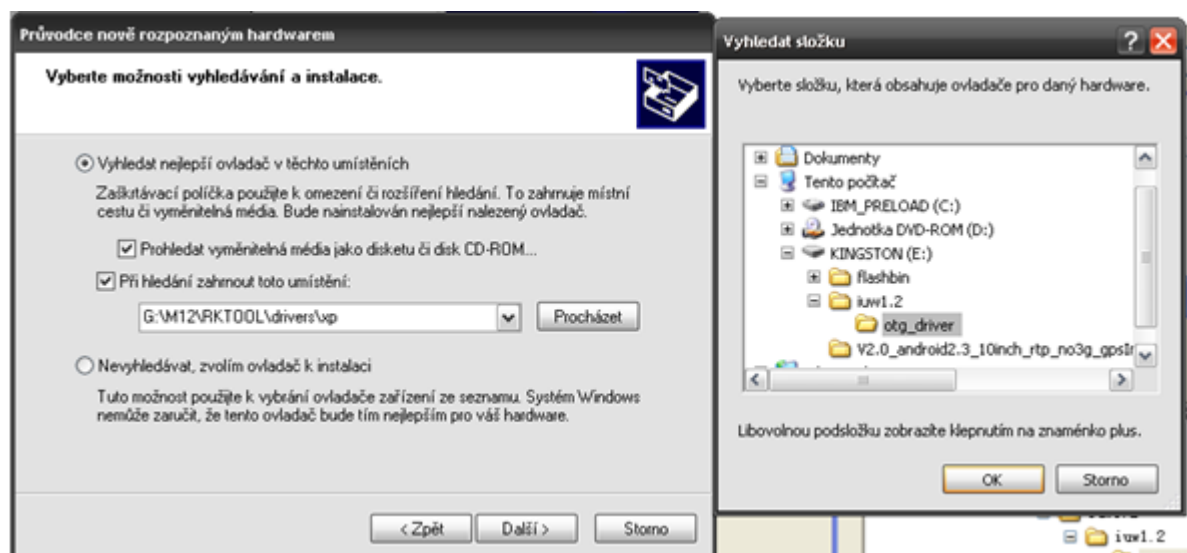 Průvodce nově rozpoznaným hardwarem
Vyberte možnosti vyhledávání a instalace.
Vyhledat nejlepší ovladač v těchto umístěních
Zaškrtávací políčka použijte k omezení či rozšíření hledání. To zahrnuje místní
cestu či vyměnitelná média. Bude nainstalován nejlepší nalezený ovladač.
Prohledat vyměnitelná média jako disketu či disk CD-ROM...
Při hledání zahrnout toto umístění:
G:\M12\RKTOOL\drivers\xp
Procházet
Nevyhledávat, zvolím ovladač k instalaci
Tuto možnost použijte k vybrání ovladače zařízení ze seznamu. Systém Windows
nemůže zaručit, že tento ovladač bude tím nejlepším pro váš hardware.
< Zpět
Další >
Storno
Vyhledat složku
Vyberte složku, která obsahuje ovladače pro daný hardware.
Dokumenty
Tento počítač
IBM_PRELOAD (C:)
Jednotka DVD-ROM (D:)
KINGSTON (E:)
flashbin
iuw1.2
otg_driver
V2.0_android2.3_10inch_rtp_no3g_gpsIr
Libovolnou podsložku zobrazíte klepnutím na znaménko plus.
OK
Storno
iuw1.2